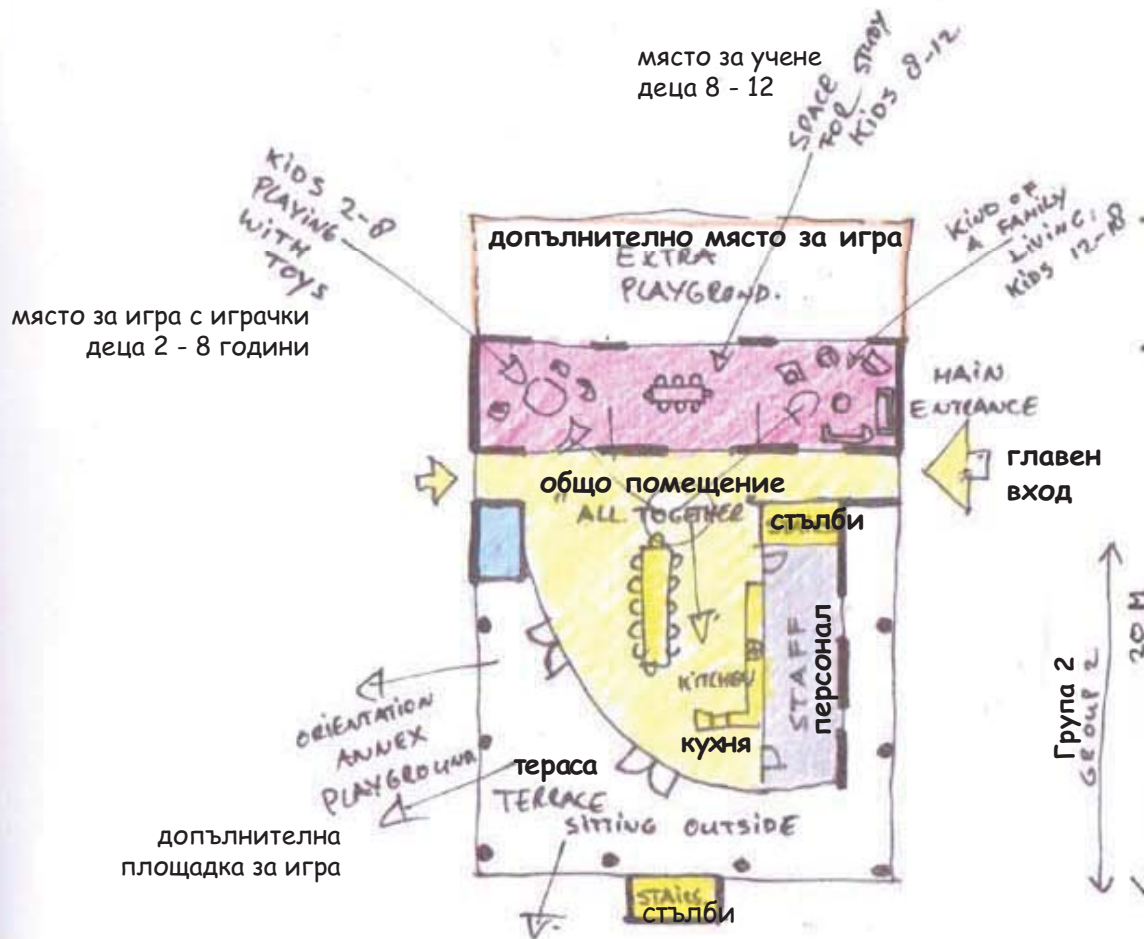 място за учене
деца 8 - 12
SPACE STUDY
FOR
KIDS 8-12
KIDS 2-8
PLAYING
WITH
TOYS
KIND OF
A FAMILY
LIVING:
KIDS 12-18
допълнително място за игра
EXTRA
PLAYGROND.
място за игра с играчки
деца 2 - 8 години
MAIN
ENTRANCE
главен
вход
общо помещение
"ALL TOGETHER"
стълби
STAFF
персонал
KITCHEN
кухня
Група 2
GROUP 2
20 M
ORIENTATION
ANNEX
PLAYGROUND
тераса
TERRACE
SITTING OUTSIDE
допълнителна
площадка за игра
STAIRS
стълби